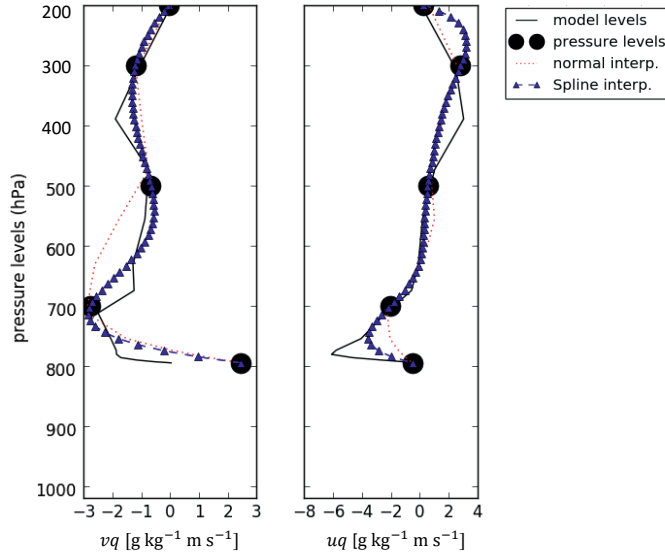 200
300
400
500
600
700
800
900
1000
pressure levels (hPa)
−3 −2 −1 0 1 2 3
vq [g kg⁻¹ m s⁻¹]
−8 −6 −4 −2 0 2 4
uq [g kg⁻¹ m s⁻¹]
model levels
pressure levels
normal interp.
Spline interp.